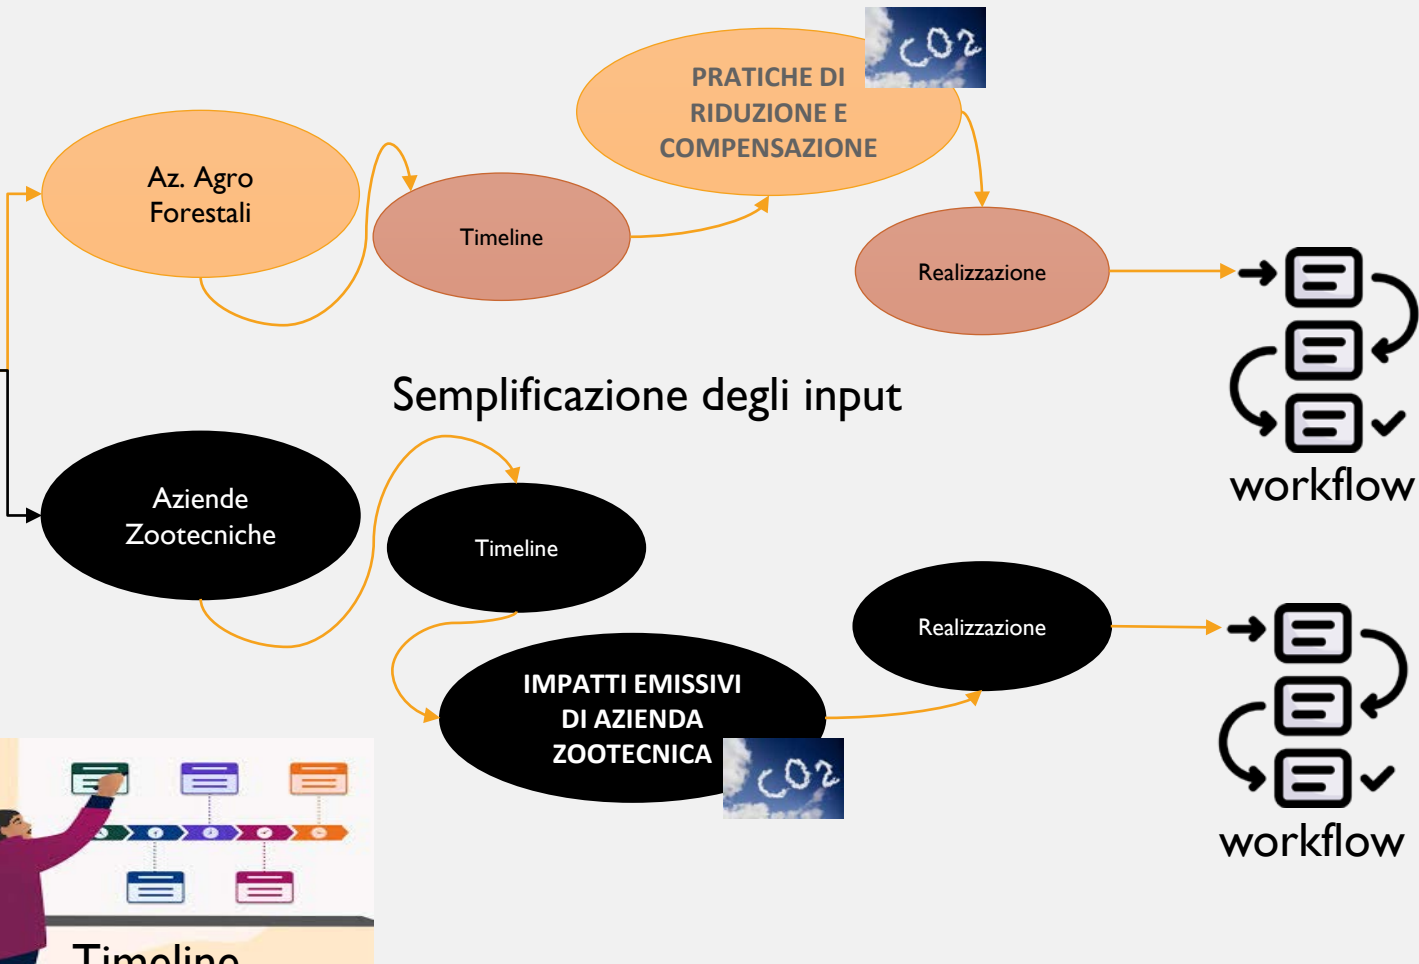 PRATICHE DI
RIDUZIONE E
COMPENSAZIONE
CO2
Az. Agro
Forestali
Timeline
Realizzazione
workflow
Semplificazione degli input
Aziende
Zootecniche
Timeline
IMPATTI EMISSIVI
DI AZIENDA
ZOOTECNICA
CO2
Realizzazione
workflow
Timeline